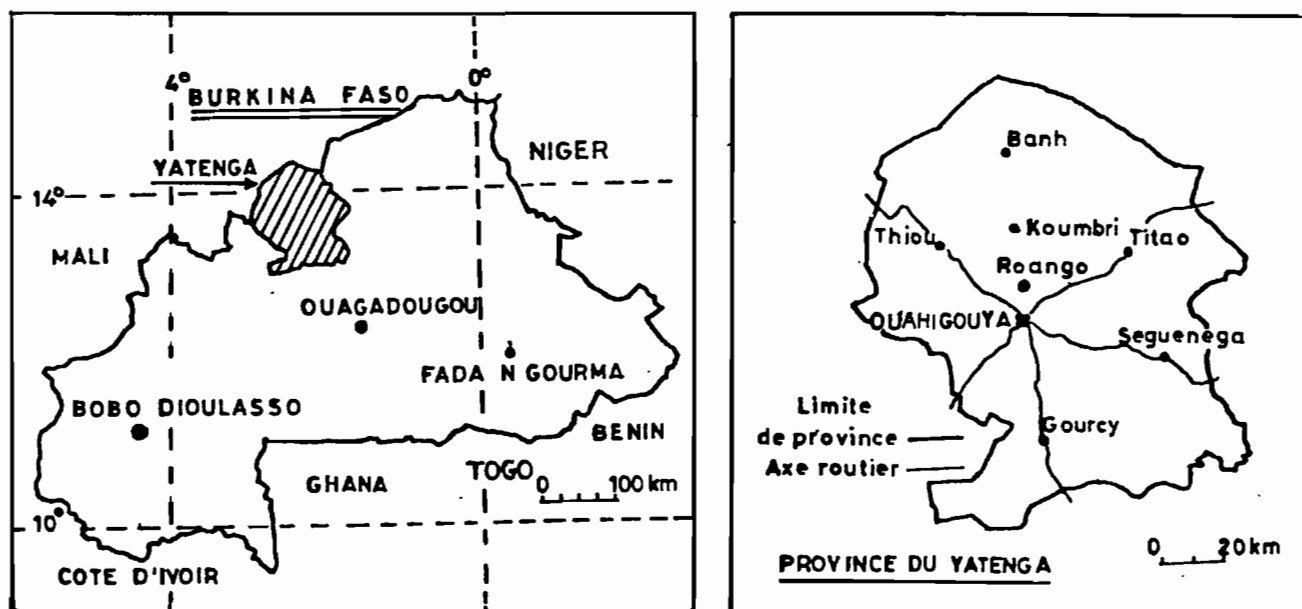 4°
0°
BURKINA FASO
YATENGA
NIGER
14°
MALI
OUAGADOUGOU
FADA N GOURMA
BOBO DIOULASSO
BENIN
GHANA
TOGO
0 100 km
10°
COTE D'IVOIR
Banh
Koumbri
Thiou
Titao
Roango
OUAHIGOUYA
Seguenega
Limite
de province
Gourcy
Axe routier
0 20 km
PROVINCE DU YATENGA